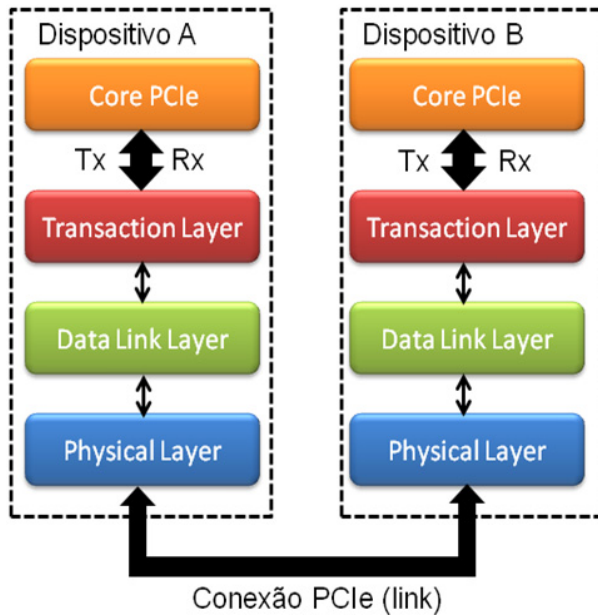 Dispositivo A
Core PCIe
Tx Rx
Transaction Layer
Data Link Layer
Physical Layer
Dispositivo B
Core PCIe
Tx Rx
Transaction Layer
Data Link Layer
Physical Layer
Conexão PCIe (link)